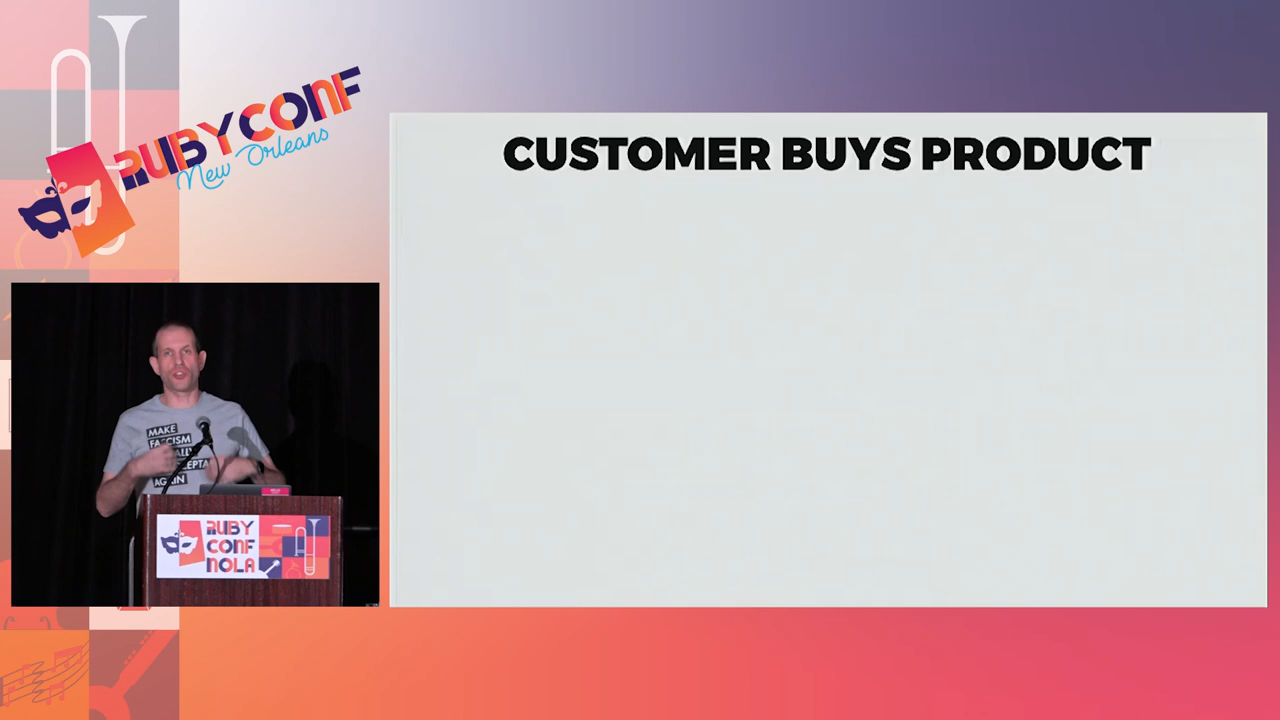 RUBYCONF
New Orleans
CUSTOMER BUYS PRODUCT
MAKE
FASCISM
AGAIN
RUBY
CONF
NOLA